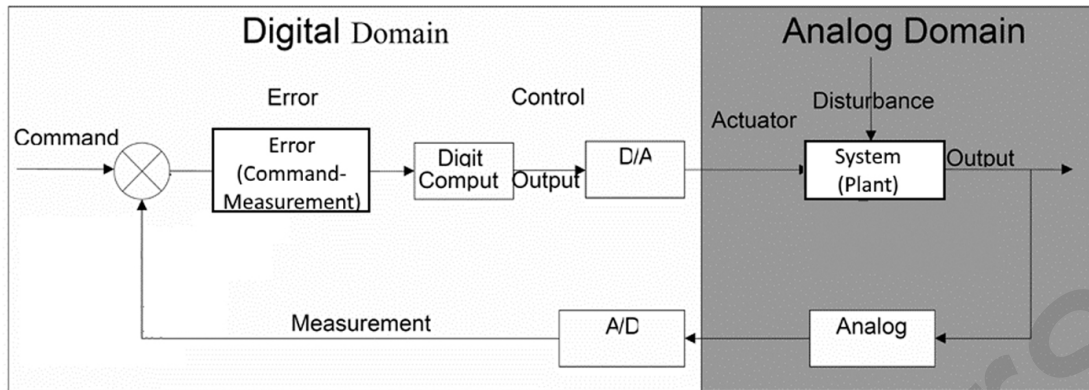 Digital Domain
Analog Domain
Error
Control
Disturbance
Actuator
Command
Error
(Command-
Measurement)
Digit
Comput
Output
D/A
System
(Plant)
Output
Measurement
A/D
Analog